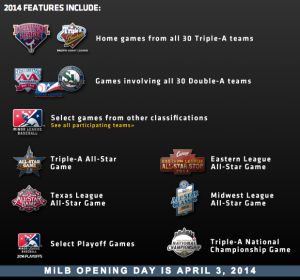 2014 FEATURES INCLUDE:
Home games from all 30 Triple-A teams
Games involving all 30 Double-A teams
Select games from other classifications
See all participating teams»
MINOR LEAGUE
BASEBALL
Triple-A All-Star
Game
Eastern League
All-Star Game
Texas League
All-Star Game
Midwest League
All-Star Game
Select Playoff Games
Triple-A National
Championship Game
MiLB OPENING DAY IS APRIL 3, 2014